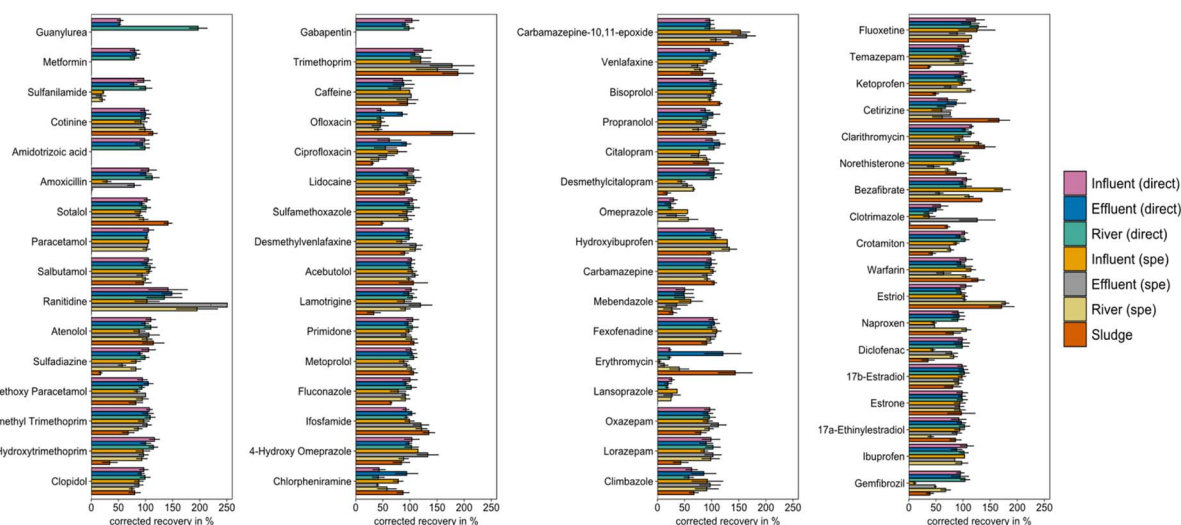 Guanylurea
Metformin
Sulfanilamide
Cotinine
Amidotrizoic acid
Amoxicillin
Sotalol
Paracetamol
Salbutamol
Ranitidine
Atenolol
Sulfadiazine
ethoxy Paracetamol
methyl Trimethoprim
Hydroxytrimethoprim
Clopidol
0 50 100 150 200 250
corrected recovery in %
Gabapentin
Trimethoprim
Caffeine
Ofloxacin
Ciprofloxacin
Lidocaine
Sulfamethoxazole
Desmethylvenlafaxine
Acebutolol
Lamotrigine
Primidone
Metoprolol
Fluconazole
Ifosfamide
4-Hydroxy Omeprazole
Chlorpheniramine
0 50 100 150 200 250
corrected recovery in %
Carbamazepine-10,11-epoxide
Venlafaxine
Bisoprolol
Propranolol
Citalopram
Desmethylcitalopram
Omeprazole
Hydroxyibuprofen
Carbamazepine
Mebendazole
Fexofenadine
Erythromycin
Lansoprazole
Oxazepam
Lorazepam
Climbazole
0 50 100 150 200 250
corrected recovery in %
Fluoxetine
Temazepam
Ketoprofen
Cetirizine
Clarithromycin
Norethisterone
Bezafibrate
Clotrimazole
Crotamiton
Warfarin
Estriol
Naproxen
Diclofenac
17b-Estradiol
Estrone
17a-Ethinylestradiol
Ibuprofen
Gemfibrozil
0 50 100 150 200 250
corrected recovery in %
Influent (direct)
Effluent (direct)
River (direct)
Influent (spe)
Effluent (spe)
River (spe)
Sludge